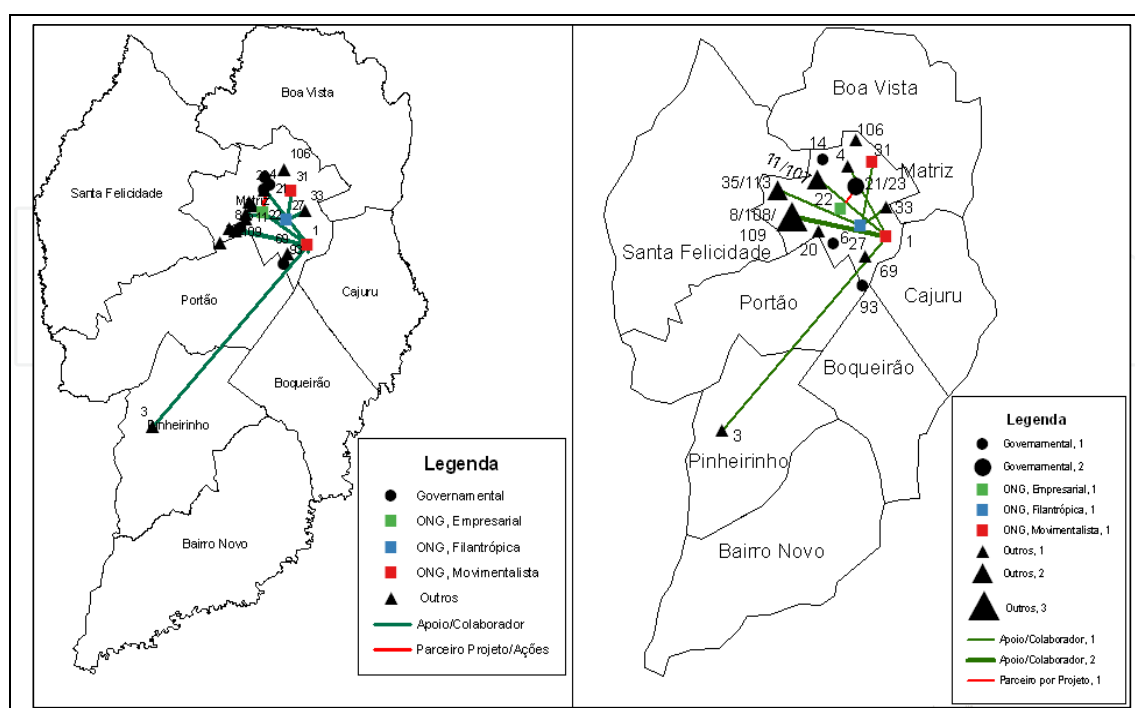 Boa Vista
106
31
21
33
Santa Felicidade
Matriz
27
11
1
69
Portão
Cajuru
Boqueirão
3
Pinheirinho
Bairro Novo
Legenda
Governamental
ONG, Empresarial
ONG, Filantrópica
ONG, Movimentalista
Outros
Apoio/Colaborador
Parceiro Projeto/Ações
Boa Vista
106
14
4
31
11/107
Matriz
35/113
21/23
22
33
8/108/
109
6
1
20
27
Santa Felicidade
69
Portão
Cajuru
93
Boqueirão
3
Pinheirinho
Bairro Novo
Legenda
Governamental, 1
Governamental, 2
ONG, Empresarial, 1
ONG, Filantrópica, 1
ONG, Movimentalista, 1
Outros, 1
Outros, 2
Outros, 3
Apoio/Colaborador, 1
Apoio/Colaborador, 2
Parceiro por Projeto, 1